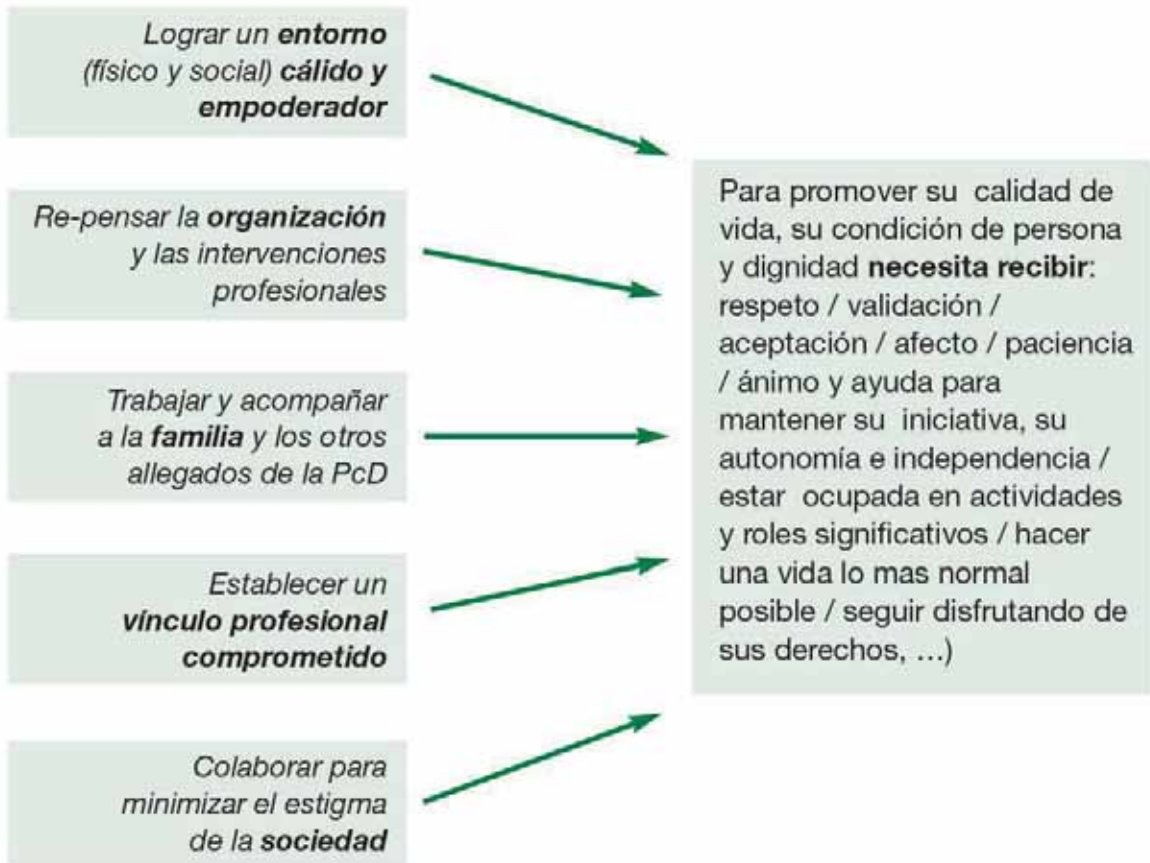 Lograr un entorno
(físico y social) cálido y
empoderador
Re-pensar la organización
y las intervenciones
profesionales
Trabajar y acompañar
a la familia y los otros
allegados de la PcD
Establecer un
vínculo profesional
comprometido
Colaborar para
minimizar el estigma
de la sociedad
Para promover su calidad de
vida, su condición de persona
y dignidad necesita recibir:
respeto / validación /
aceptación / afecto / paciencia
/ ánimo y ayuda para
mantener su iniciativa, su
autonomía e independencia /
estar ocupada en actividades
y roles significativos / hacer
una vida lo mas normal
posible / seguir disfrutando de
sus derechos, ...)